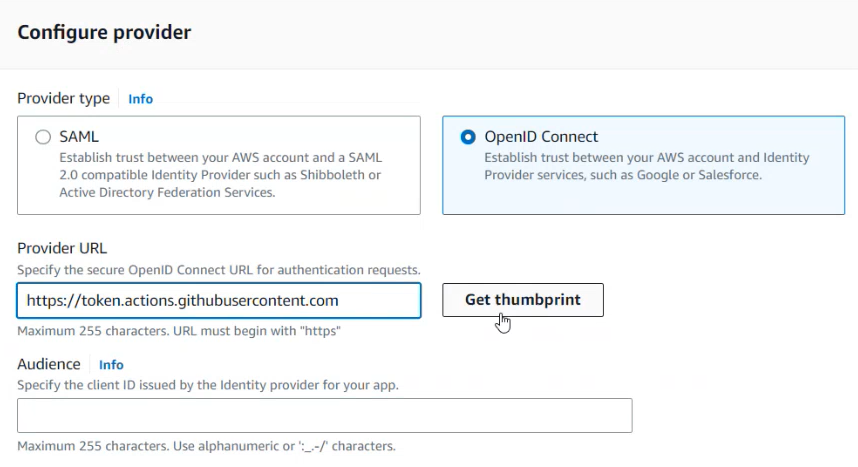 Configure provider
Provider type Info
SAML
Establish trust between your AWS account and a SAML
2.0 compatible Identity Provider such as Shibboleth or
Active Directory Federation Services.
OpenID Connect
Establish trust between your AWS account and Identity
Provider services, such as Google or Salesforce.
Provider URL
Specify the secure OpenID Connect URL for authentication requests.
https://token.actions.githubusercontent.com
Get thumbprint
Maximum 255 characters. URL must begin with "https"
Audience Info
Specify the client ID issued by the Identity provider for your app.
Maximum 255 characters. Use alphanumeric or ':_.-/' characters.